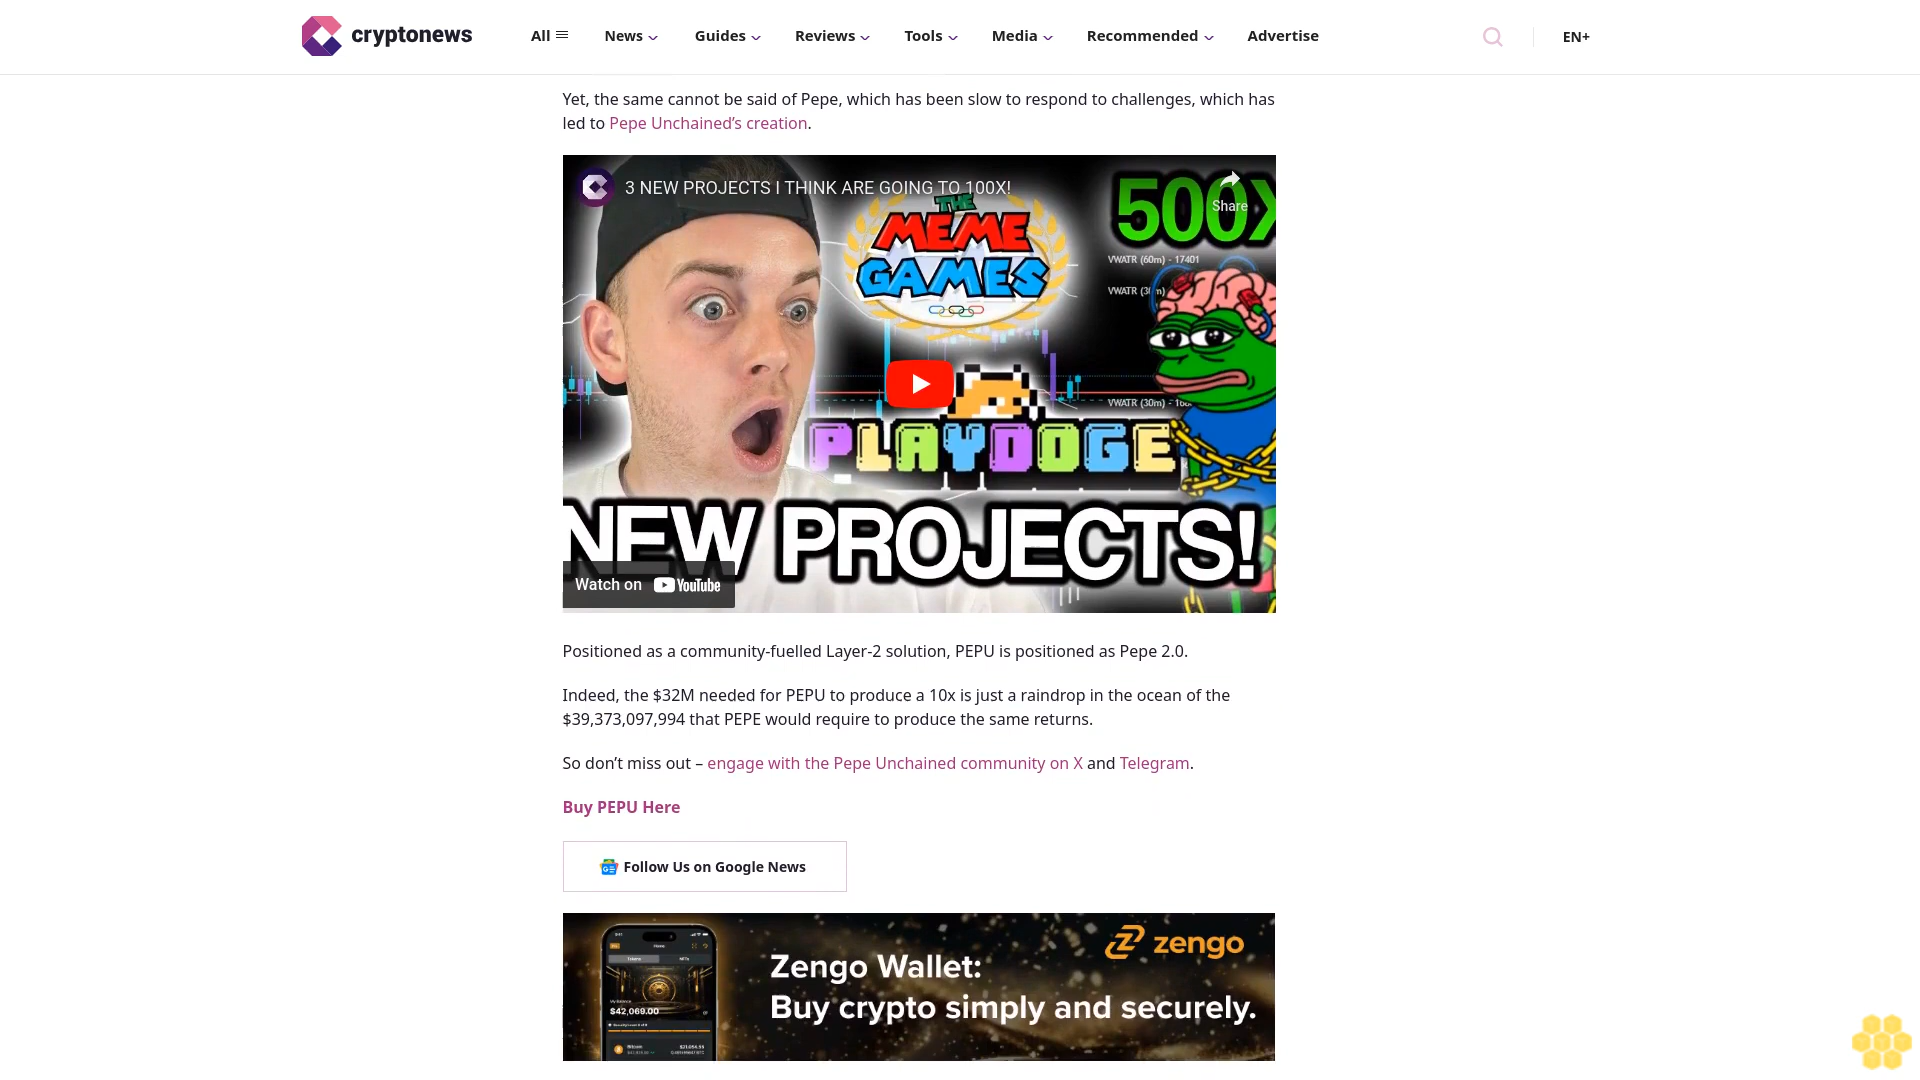 cryptonews
All
News
Guides
Reviews
Tools
Media
Recommended
Advertise
EN+
Yet, the same cannot be said of Pepe, which has been slow to respond to challenges, which has
led to Pepe Unchained’s creation.
3 NEW PROJECTS I THINK ARE GOING TO 100X!
Share
500X
THE
MEME
GAMES
VWATR (60m) - 17401
PLAYDOGE
NEW PROJECTS!
Watch on YouTube
Positioned as a community-fuelled Layer-2 solution, PEPU is positioned as Pepe 2.0.
Indeed, the $32M needed for PEPU to produce a 10x is just a raindrop in the ocean of the
$39,373,097,994 that PEPE would require to produce the same returns.
So don’t miss out – engage with the Pepe Unchained community on X and Telegram.
Buy PEPU Here
Follow Us on Google News
zengo
Zengo Wallet:
Buy crypto simply and securely.
Home
Tokens
NFTs
My Balance
$42,069.00
Bitcoin